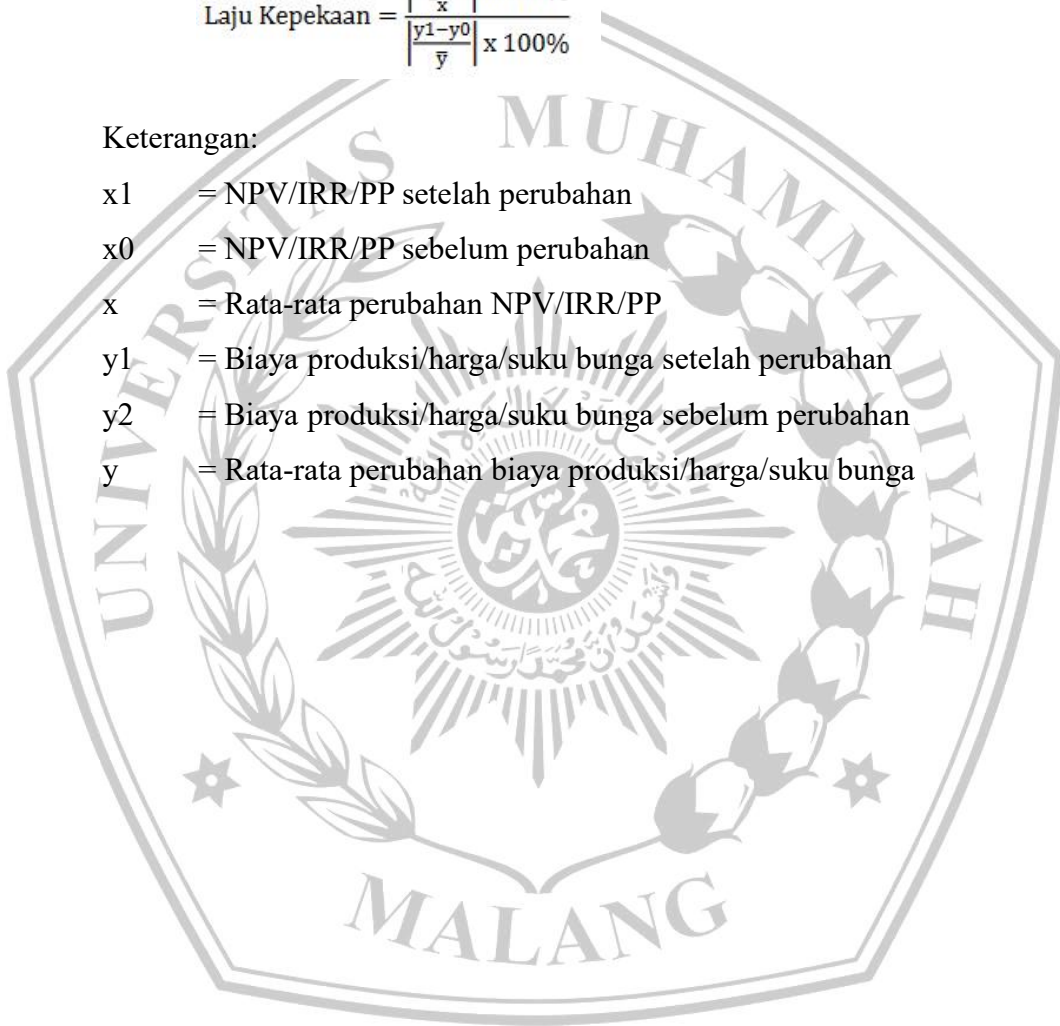 Laju Kepekaan = |y1−y0 / ȳ| x 100%
Keterangan:
x1 = NPV/IRR/PP setelah perubahan
x0 = NPV/IRR/PP sebelum perubahan
x = Rata-rata perubahan NPV/IRR/PP
y1 = Biaya produksi/harga/suku bunga setelah perubahan
y2 = Biaya produksi/harga/suku bunga sebelum perubahan
y = Rata-rata perubahan biaya produksi/harga/suku bunga
UNIVERSITAS MUHAMMADIYAH
MALANG